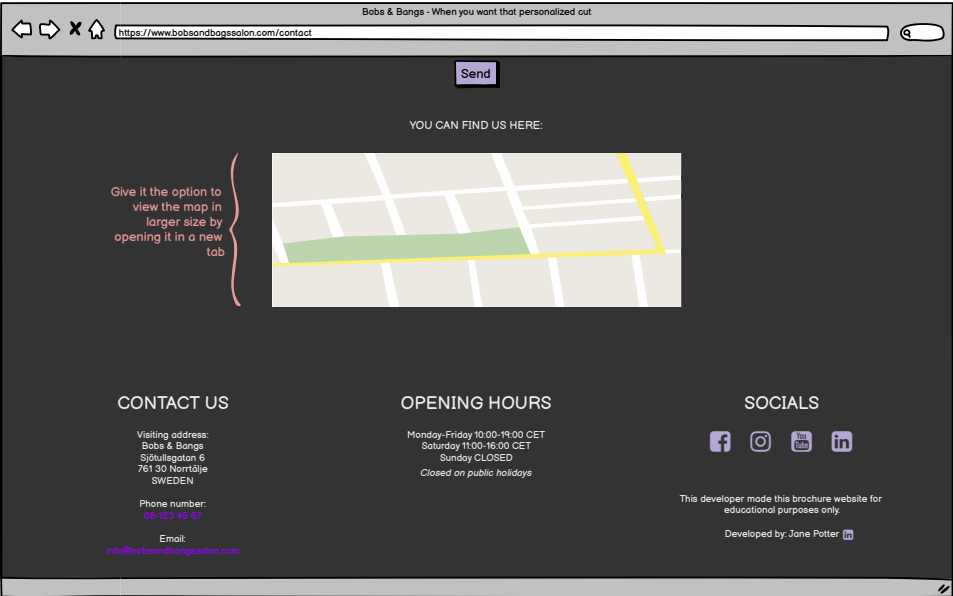 Bobs & Bangs - When you want that personalized cut
https://www.bobsandbagssalon.com/contact
Send
YOU CAN FIND US HERE:
Give it the option to
view the map in
larger size by
opening it in a new
tab
CONTACT US
Visiting address:
Bobs & Bangs
Sjötullsgatan 6
761 30 Norrtälje
SWEDEN
Phone number:
08-123 45 67
Email:
info@bobsandbangssalon.com
OPENING HOURS
Monday-Friday 10:00-19:00 CET
Saturday 11:00-16:00 CET
Sunday CLOSED
Closed on public holidays
SOCIALS
You
Tube
in
This developer made this brochure website for
educational purposes only.
Developed by: Jane Potter in